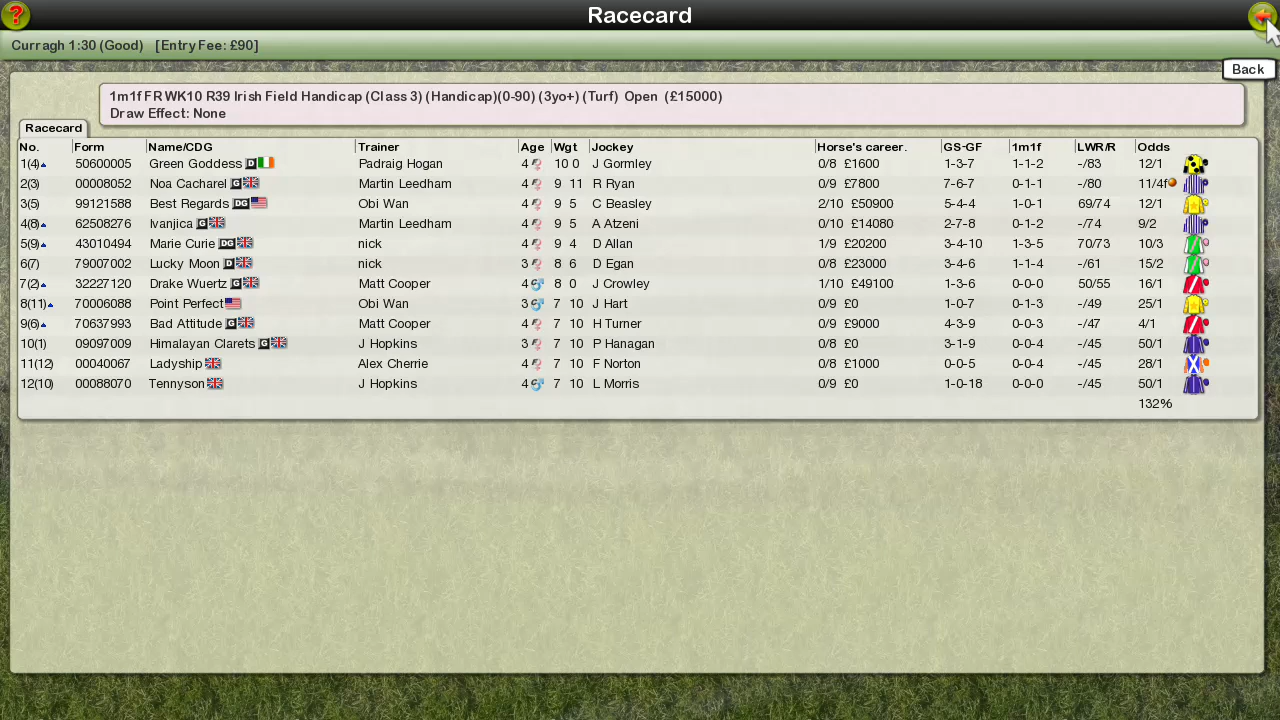 Racecard
Curragh 1:30 (Good) [Entry Fee: £90]
Back
1m1f FR WK10 R39 Irish Field Handicap (Class 3) (Handicap)(0-90) (3yo+) (Turf) Open (£15000)
Draw Effect: None
Racecard
No. Form Name/CDG Trainer Age Wgt Jockey Horse's career. GS-GF 1m1f LWR/R Odds
1(4) 50600005 Green Goddess D Padraig Hogan 4 10 0 J Gormley 0/8 £1600 1-3-7 1-1-2 -/83 12/1
2(3) 00008052 Noa Cacharel G Martin Leedham 4 9 11 R Ryan 0/9 £7800 7-6-7 0-1-1 -/80 11/4f
3(5) 99121588 Best Regards DG Obi Wan 4 9 5 C Beasley 2/10 £50900 5-4-4 1-0-1 69/74 12/1
4(8) 62508276 Ivanjica G Martin Leedham 4 9 5 A Atzeni 0/10 £14080 2-7-8 0-1-2 -/74 9/2
5(9) 43010494 Marie Curie DG nick 4 9 4 D Allan 1/9 £20200 3-4-10 1-3-5 70/73 10/3
6(7) 79007002 Lucky Moon D nick 3 8 6 D Egan 0/8 £23000 3-4-6 1-1-4 -/61 15/2
7(2) 32227120 Drake Wuertz G Matt Cooper 4 8 0 J Crowley 1/10 £49100 1-3-6 0-0-0 50/55 16/1
8(11) 70006088 Point Perfect Obi Wan 3 7 10 J Hart 0/8 £0 1-0-7 0-1-3 -/49 25/1
9(6) 70637993 Bad Attitude G Matt Cooper 4 7 10 H Turner 0/9 £9000 4-3-9 0-0-3 -/47 4/1
10(1) 09097009 Himalayan Clarets G J Hopkins 3 7 10 P Hanagan 0/8 £0 3-1-9 0-0-4 -/45 50/1
11(12) 00040067 Ladyship Alex Cherrie 4 7 10 F Norton 0/8 £1000 0-0-5 0-0-4 -/45 28/1
12(10) 00088070 Tennyson J Hopkins 4 7 10 L Morris 0/9 £0 1-0-18 0-0-0 -/45 50/1
132%